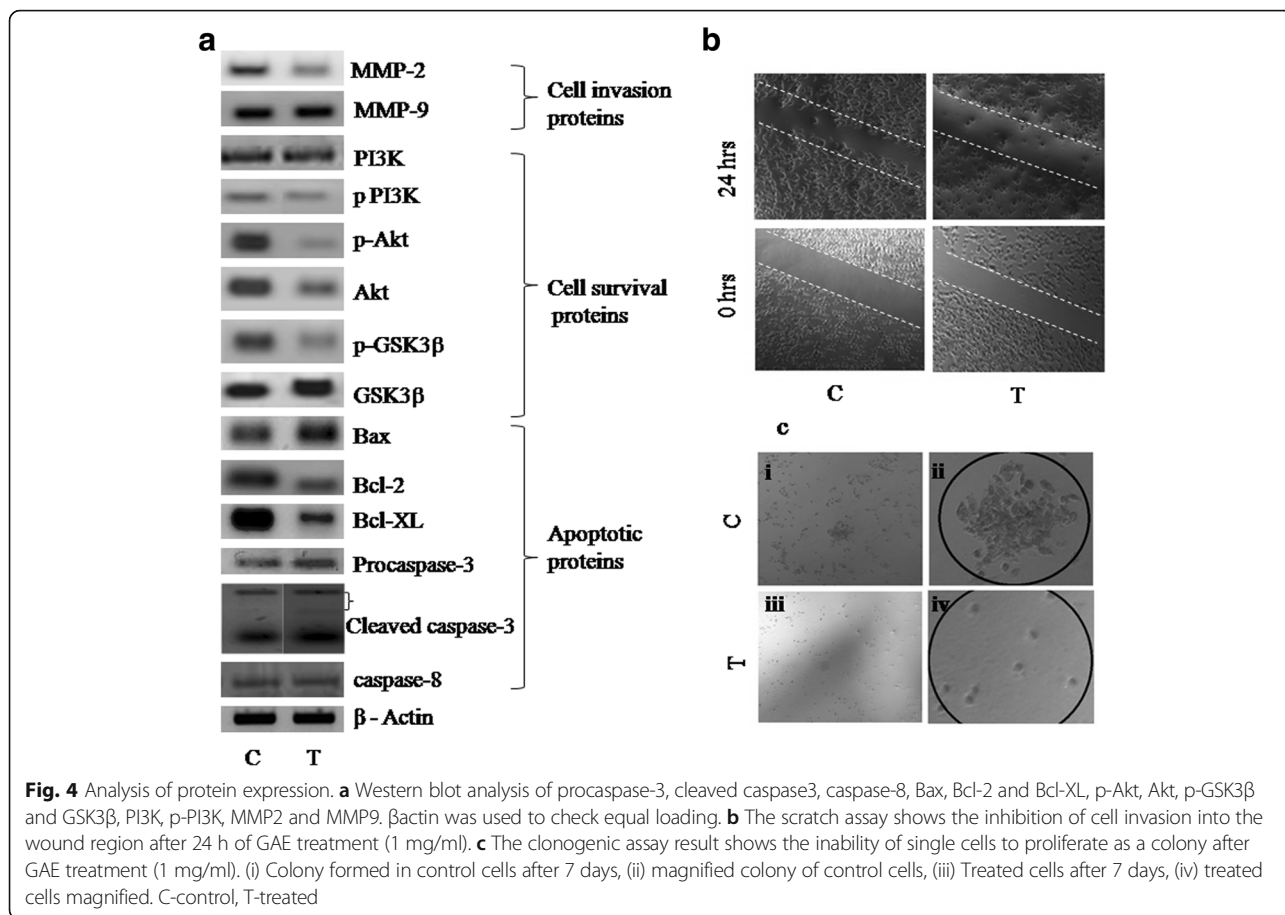 a
MMP-2
MMP-9
Cell invasion
proteins
PI3K
p PI3K
p-Akt
Akt
p-GSK3β
GSK3β
Cell survival
proteins
Bax
Bcl-2
Bcl-XL
Procaspase-3
Cleaved caspase-3
caspase-8
Apoptotic
proteins
β - Actin
C T
b
24 hrs
0 hrs
C T
c
i ii
C
iii iv
T
Fig. 4 Analysis of protein expression. a Western blot analysis of procaspase-3, cleaved caspase3, caspase-8, Bax, Bcl-2 and Bcl-XL, p-Akt, Akt, p-GSK3β
and GSK3β, PI3K, p-PI3K, MMP2 and MMP9. βactin was used to check equal loading. b The scratch assay shows the inhibition of cell invasion into the
wound region after 24 h of GAE treatment (1 mg/ml). c The clonogenic assay result shows the inability of single cells to proliferate as a colony after
GAE treatment (1 mg/ml). (i) Colony formed in control cells after 7 days, (ii) magnified colony of control cells, (iii) Treated cells after 7 days, (iv) treated
cells magnified. C-control, T-treated